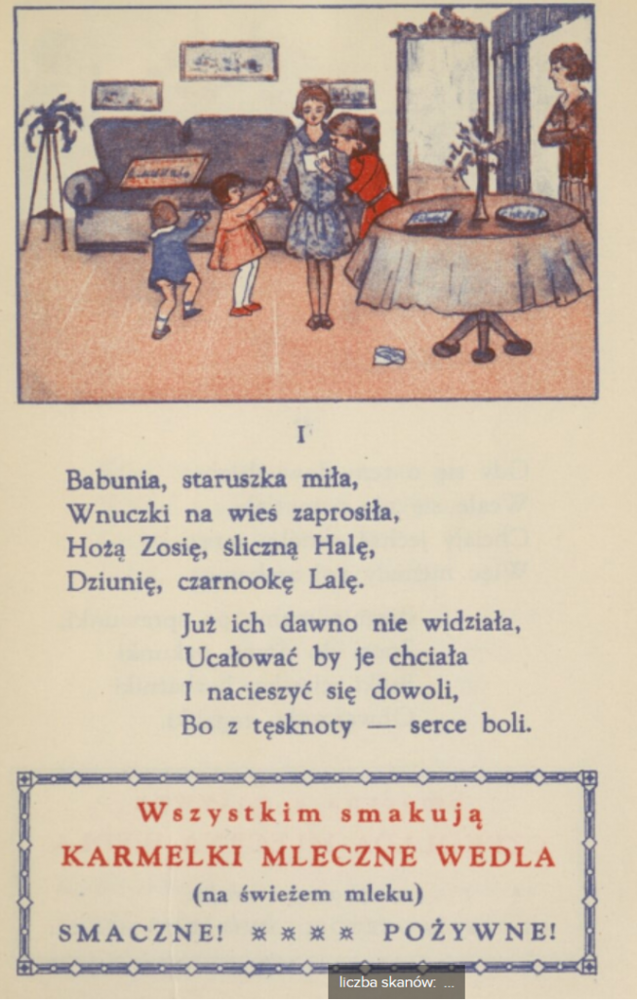 I
Babunia, staruszka miła,
Wnuczki na wieś zaprosiła,
Hożą Zosię, śliczną Halę,
Dziunię, czarnookę Lalę.
Już ich dawno nie widziała,
Ucałować by je chciała
I nacieszyć się dowoli,
Bo z tęsknoty — serce boli.
Wszystkim smakują
KARMELKI MLECZNE WEDLA
(na świeżem mleku)
SMACZNE! ※ ※ ※ ※ POŻYWNE!
liczba skanów: ...